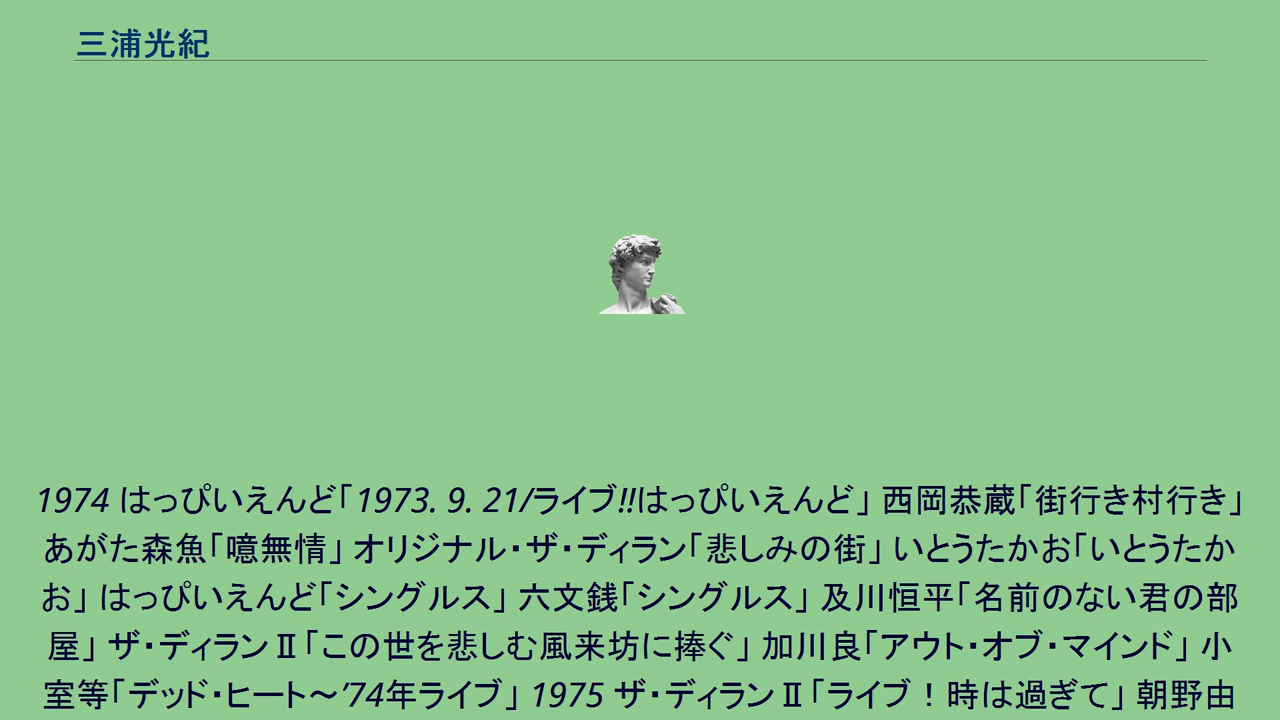 三浦光紀
1974 はっぴいえんど「1973. 9. 21/ライブ!!はっぴいえんど」 西岡恭蔵「街行き村行き」
あがた森魚「噫無情」 オリジナル・ザ・ディラン「悲しみの街」 いとうたかお「いとうたか
お」 はっぴいえんど「シングルス」 六文銭「シングルス」 及川恒平「名前のない君の部
屋」 ザ・ディランⅡ「この世を悲しむ風来坊に捧ぐ」 加川良「アウト・オブ・マインド」 小
室等「デッド・ヒート～’74年ライブ」 1975 ザ・ディランⅡ「ライブ！時は過ぎて」 朝野由